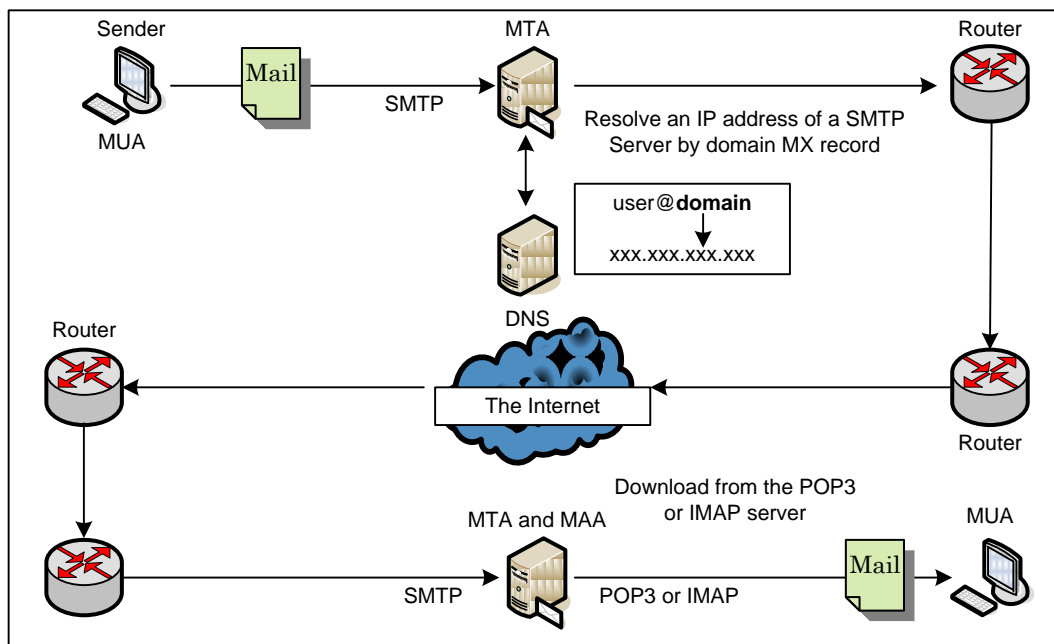 Sender
MTA
Router
Mail
SMTP
MUA
Resolve an IP address of a SMTP
Server by domain MX record
user@domain
xxx.xxx.xxx.xxx
DNS
Router
The Internet
Router
Download from the POP3
or IMAP server
MTA and MAA
MUA
Mail
SMTP
POP3 or IMAP